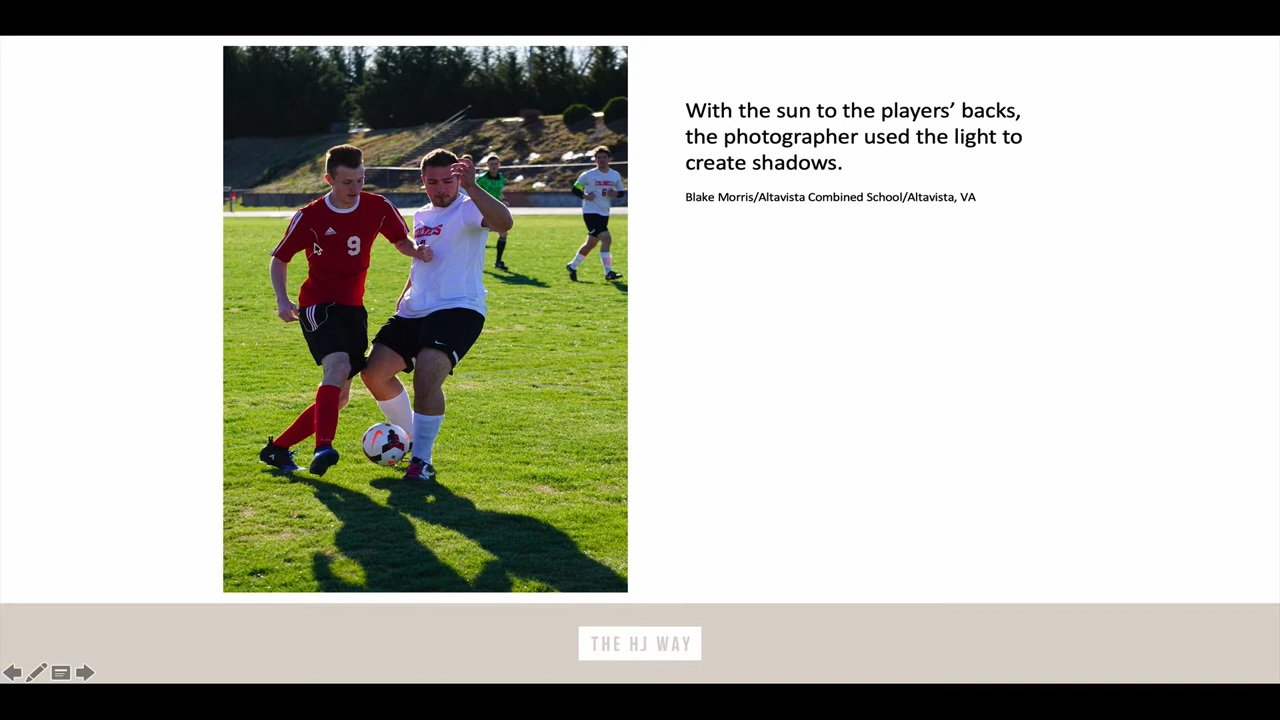 With the sun to the players’ backs,
the photographer used the light to
create shadows.
Blake Morris/Altavista Combined School/Altavista, VA
9
THE HJ WAY